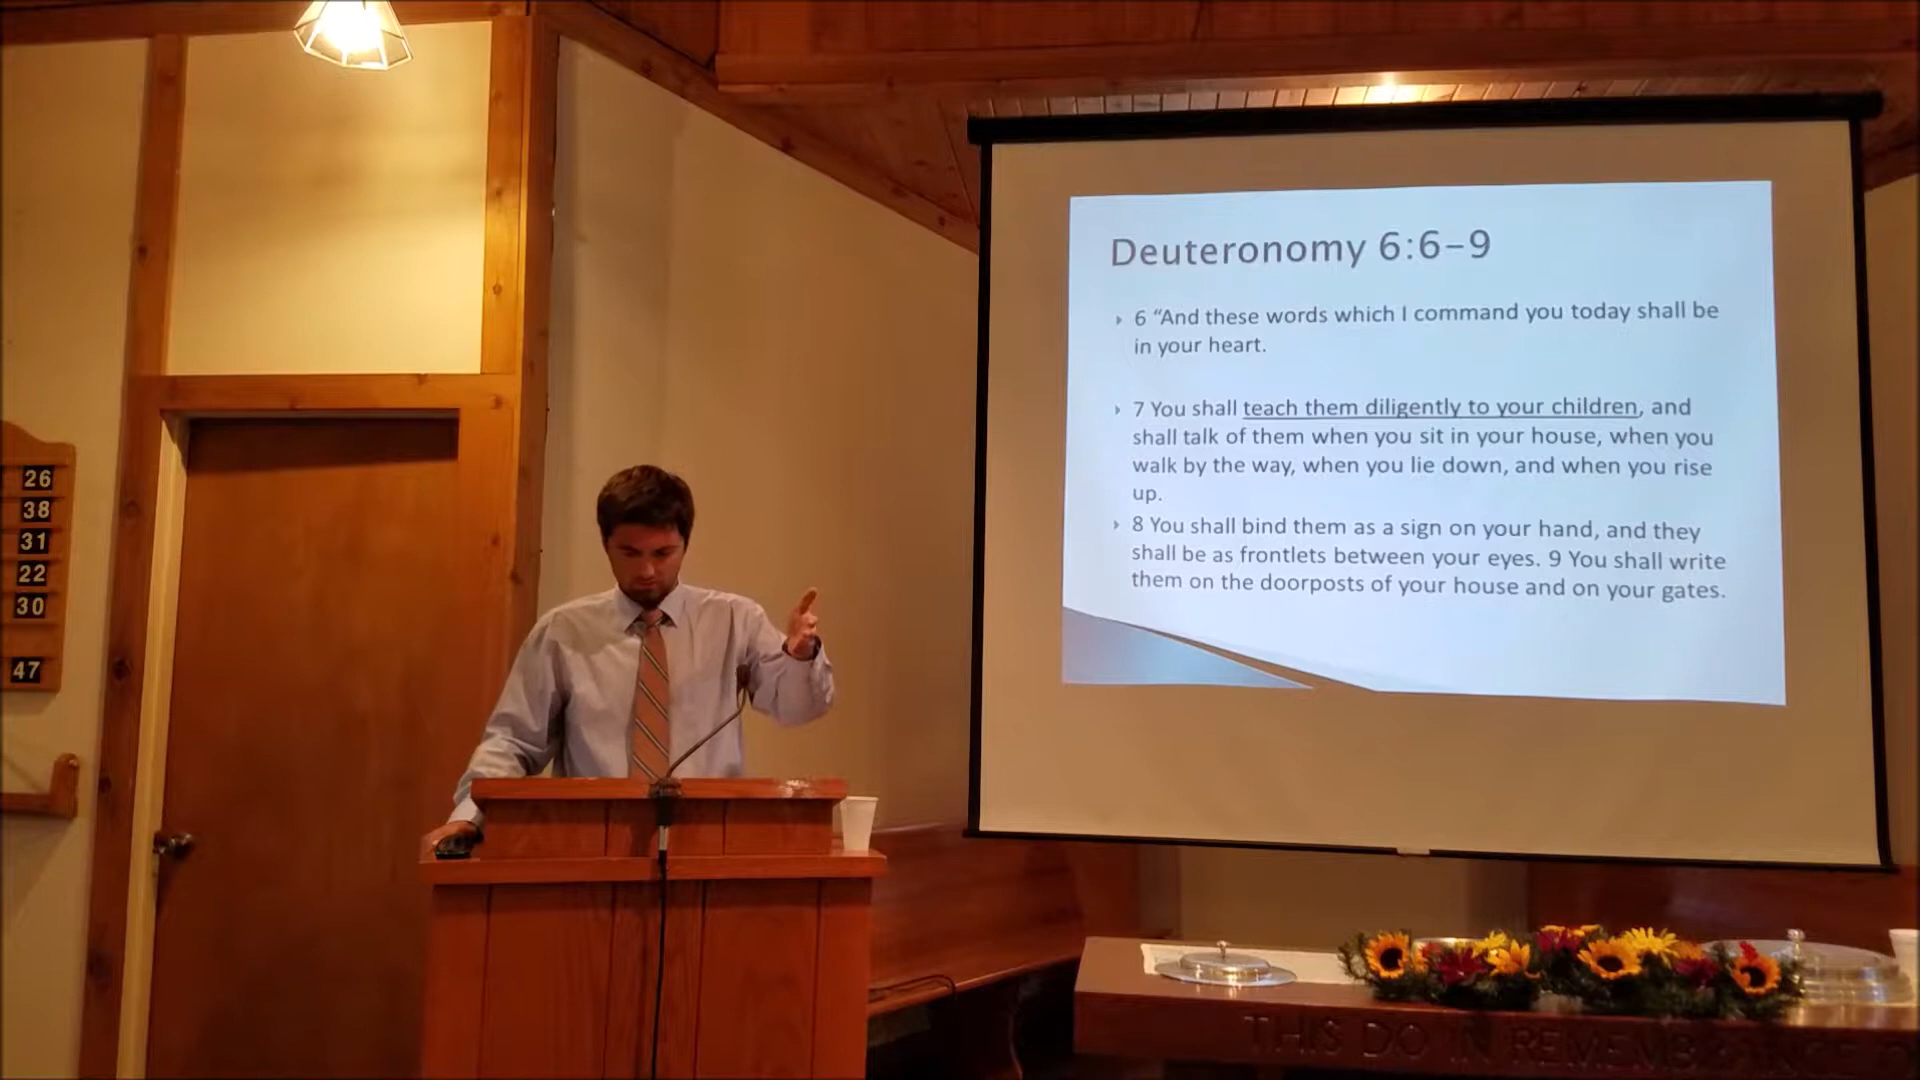 26
38
31
22
30
47
Deuteronomy 6:6–9
6 “And these words which I command you today shall be
in your heart.
7 You shall teach them diligently to your children, and
shall talk of them when you sit in your house, when you
walk by the way, when you lie down, and when you rise
up.
8 You shall bind them as a sign on your hand, and they
shall be as frontlets between your eyes. 9 You shall write
them on the doorposts of your house and on your gates.
THIS DO IN REMEMBRANCE O